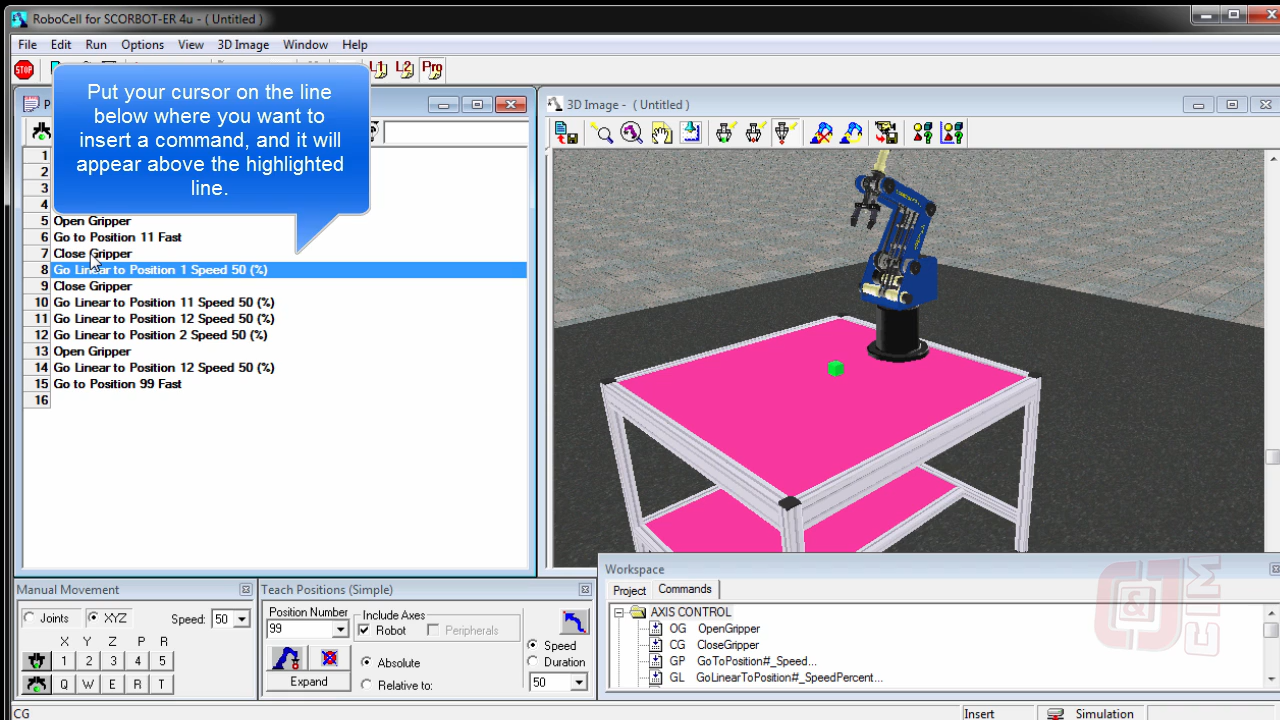 RoboCell for SCORBOT-ER 4u - ( Untitled )
File Edit Run Options View 3D Image Window Help
STOP L1 L2 Pro
P
3D Image - ( Untitled )
Put your cursor on the line
below where you want to
insert a command, and it will
appear above the highlighted
line.
1
2
3
4
5 Open Gripper
6 Go to Position 11 Fast
7 Close Gripper
8 Go Linear to Position 1 Speed 50 (%)
9 Close Gripper
10 Go Linear to Position 11 Speed 50 (%)
11 Go Linear to Position 12 Speed 50 (%)
12 Go Linear to Position 2 Speed 50 (%)
13 Open Gripper
14 Go Linear to Position 12 Speed 50 (%)
15 Go to Position 99 Fast
16
Manual Movement
Joints XYZ Speed: 50
X Y Z P R
1 2 3 4 5
Q W E R T
Teach Positions (Simple)
Position Number
99
Include Axes
Robot Peripherals
Absolute
Relative to:
Expand
Speed
Duration
50
Workspace
Project Commands
AXIS CONTROL
OG OpenGripper
CG CloseGripper
GP GoToPosition#_Speed...
GL GoLinearToPosition#_SpeedPercent...
J&J
CIM
CG Insert Simulation